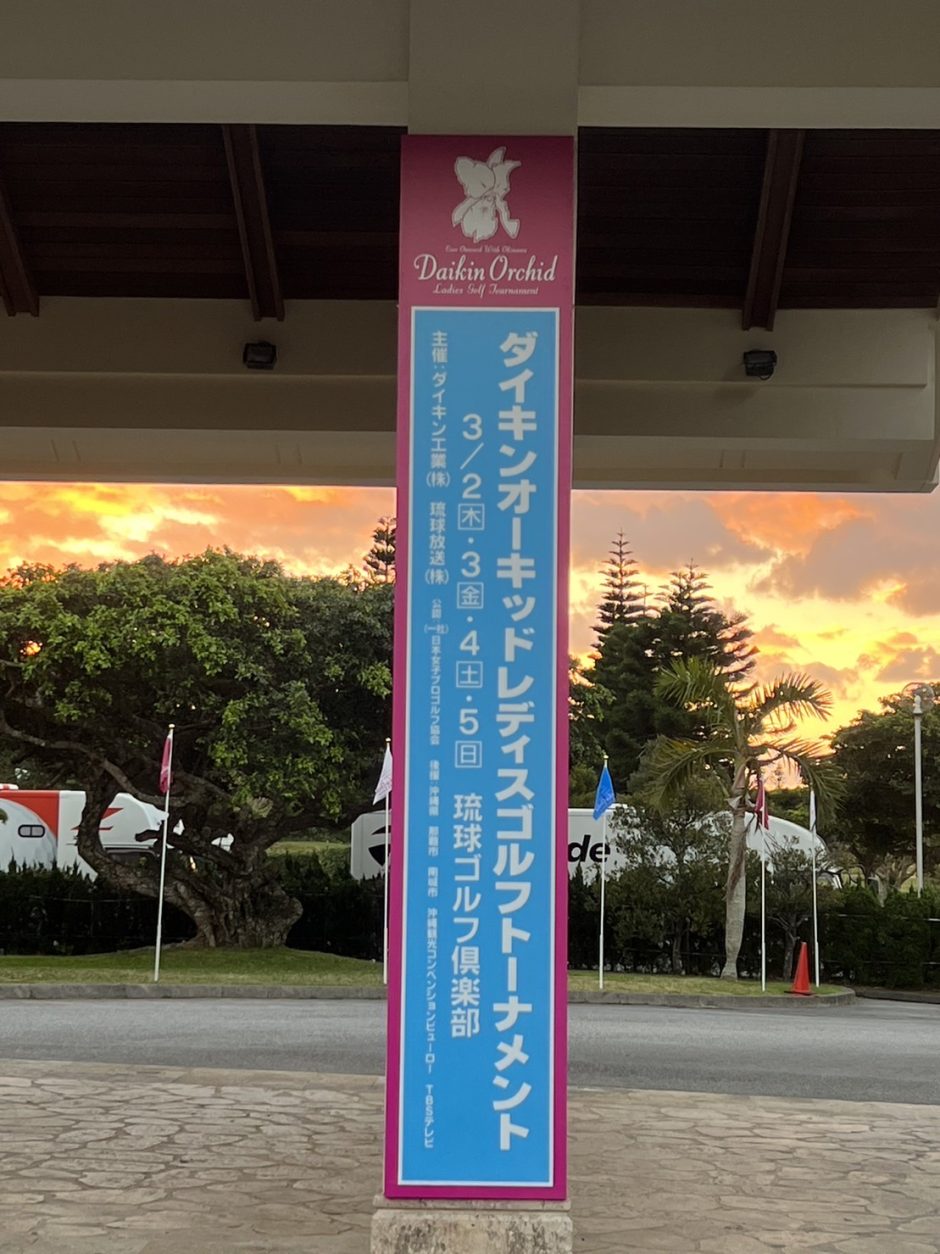 Ever Onward With Okinawa
Daikin Orchid
Ladies Golf Tournament
ダイキンオーキッドレディスゴルフトーナメント
3/2木・3金・4土・5日 琉球ゴルフ倶楽部
主催:ダイキン工業(株) 琉球放送(株) 公認:(一社)日本女子プロゴルフ協会 後援:沖縄県 那覇市 南城市 沖縄観光コンベンションビューロー TBSテレビ
de